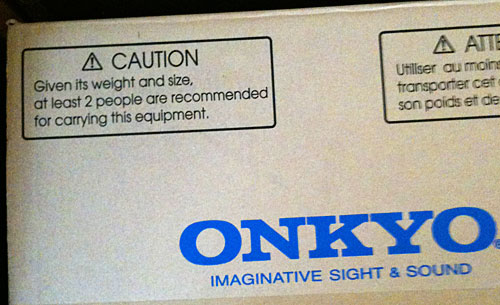 CAUTION
Given its weight and size,
at least 2 people are recommended
for carrying this equipment.
Utiliser au moins
transporter cet
son poids et de
ONKYO
IMAGINATIVE SIGHT & SOUND